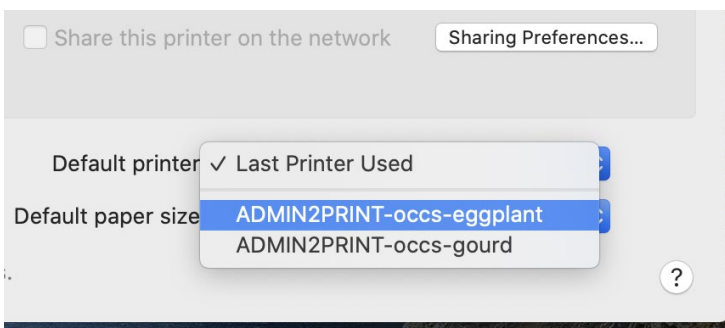 Share this printer on the network Sharing Preferences...
Default printer ✓ Last Printer Used
Default paper size ADMIN2PRINT-occs-eggplant
ADMIN2PRINT-occs-gourd
?